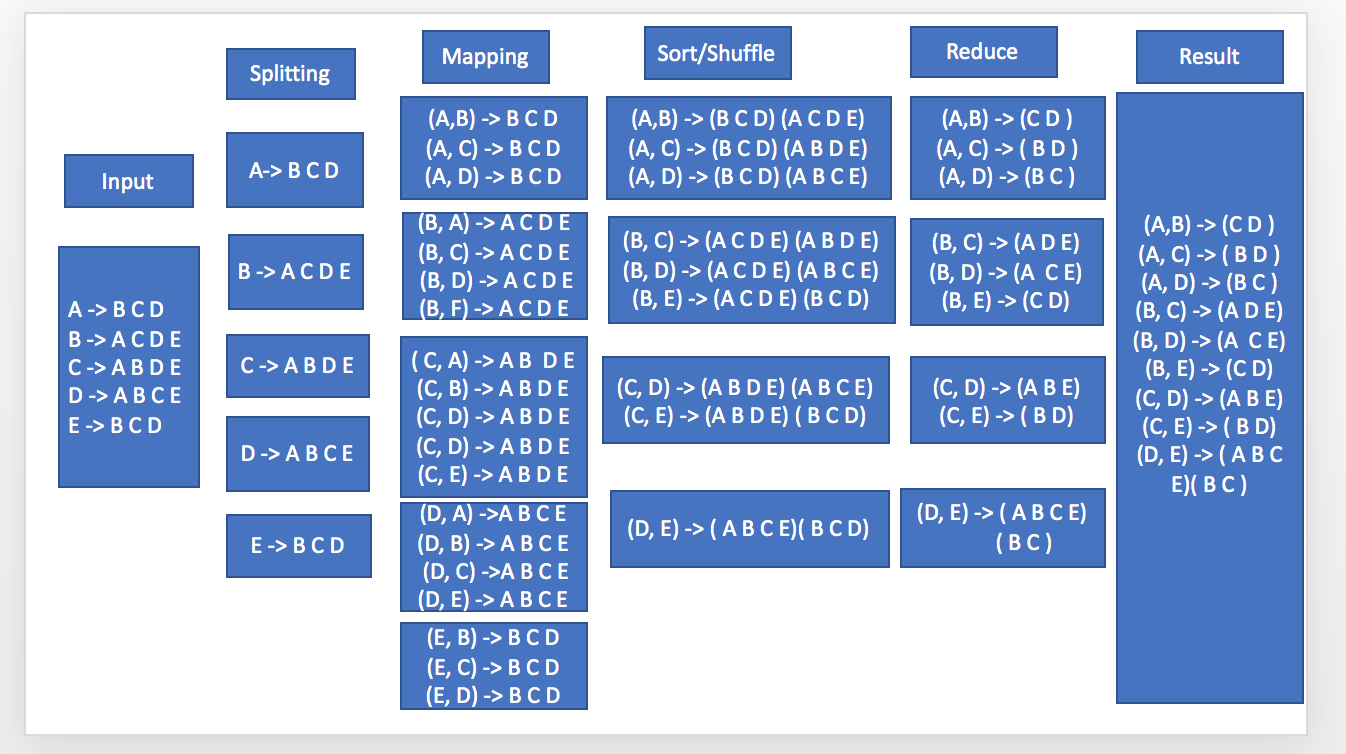 Input
A -> B C D
B -> A C D E
C -> A B D E
D -> A B C E
E -> B C D
Splitting
A-> B C D
B -> A C D E
C -> A B D E
D -> A B C E
E -> B C D
Mapping
(A,B) -> B C D
(A, C) -> B C D
(A, D) -> B C D
(B, A) -> A C D E
(B, C) -> A C D E
(B, D) -> A C D E
(B, F) -> A C D E
( C, A) -> A B  D E
(C, B) -> A B D E
(C, D) -> A B D E
(C, D) -> A B D E
(C, E) -> A B D E
(D, A) ->A B C E
(D, B) -> A B C E
(D, C) ->A B C E
(D, E) -> A B C E
(E, B) -> B C D
(E, C) -> B C D
(E, D) -> B C D
Sort/Shuffle
(A,B) -> (B C D) (A C D E)
(A, C) -> (B C D) (A B D E)
(A, D) -> (B C D) (A B C E)
(B, C) -> (A C D E) (A B D E)
(B, D) -> (A C D E) (A B C E)
(B, E) -> (A C D E) (B C D)
(C, D) -> (A B D E) (A B C E)
(C, E) -> (A B D E) ( B C D)
(D, E) -> ( A B C E)( B C D)
Reduce
(A,B) -> (C D )
(A, C) -> ( B D )
(A, D) -> (B C )
(B, C) -> (A D E)
(B, D) -> (A  C E)
(B, E) -> (C D)
(C, D) -> (A B E)
(C, E) -> ( B D)
(D, E) -> ( A B C E)
( B C )
Result
(A,B) -> (C D )
(A, C) -> ( B D )
(A, D) -> (B C )
(B, C) -> (A D E)
(B, D) -> (A  C E)
(B, E) -> (C D)
(C, D) -> (A B E)
(C, E) -> ( B D)
(D, E) -> ( A B C
E)( B C )